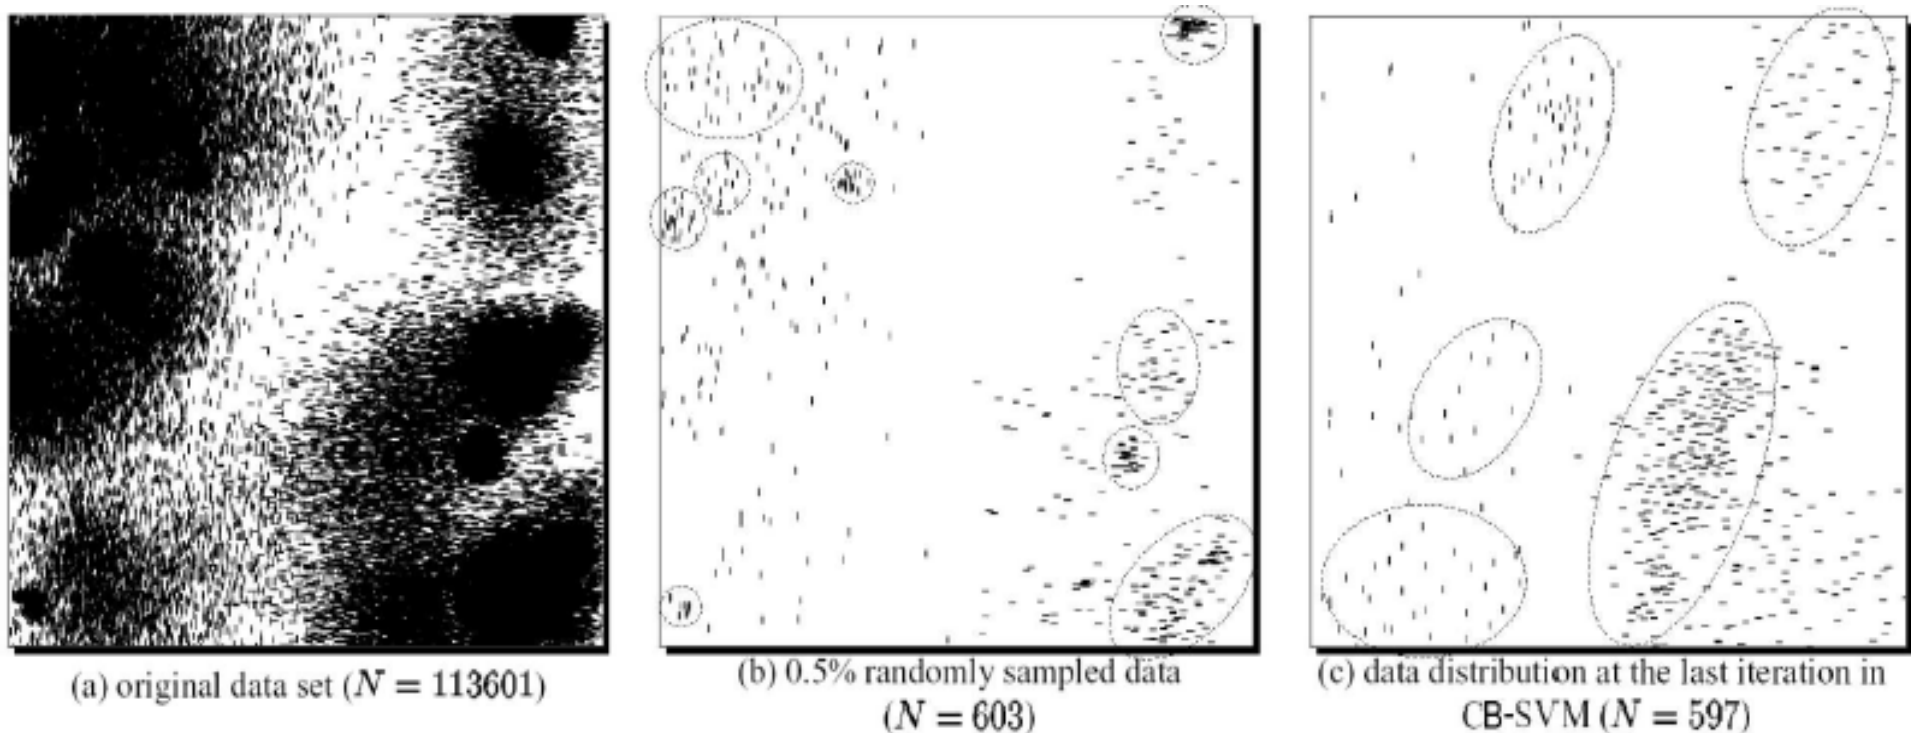 (a) original data set (N = 113601)
(b) 0.5% randomly sampled data
(N = 603)
(c) data distribution at the last iteration in
CB-SVM (N = 597)